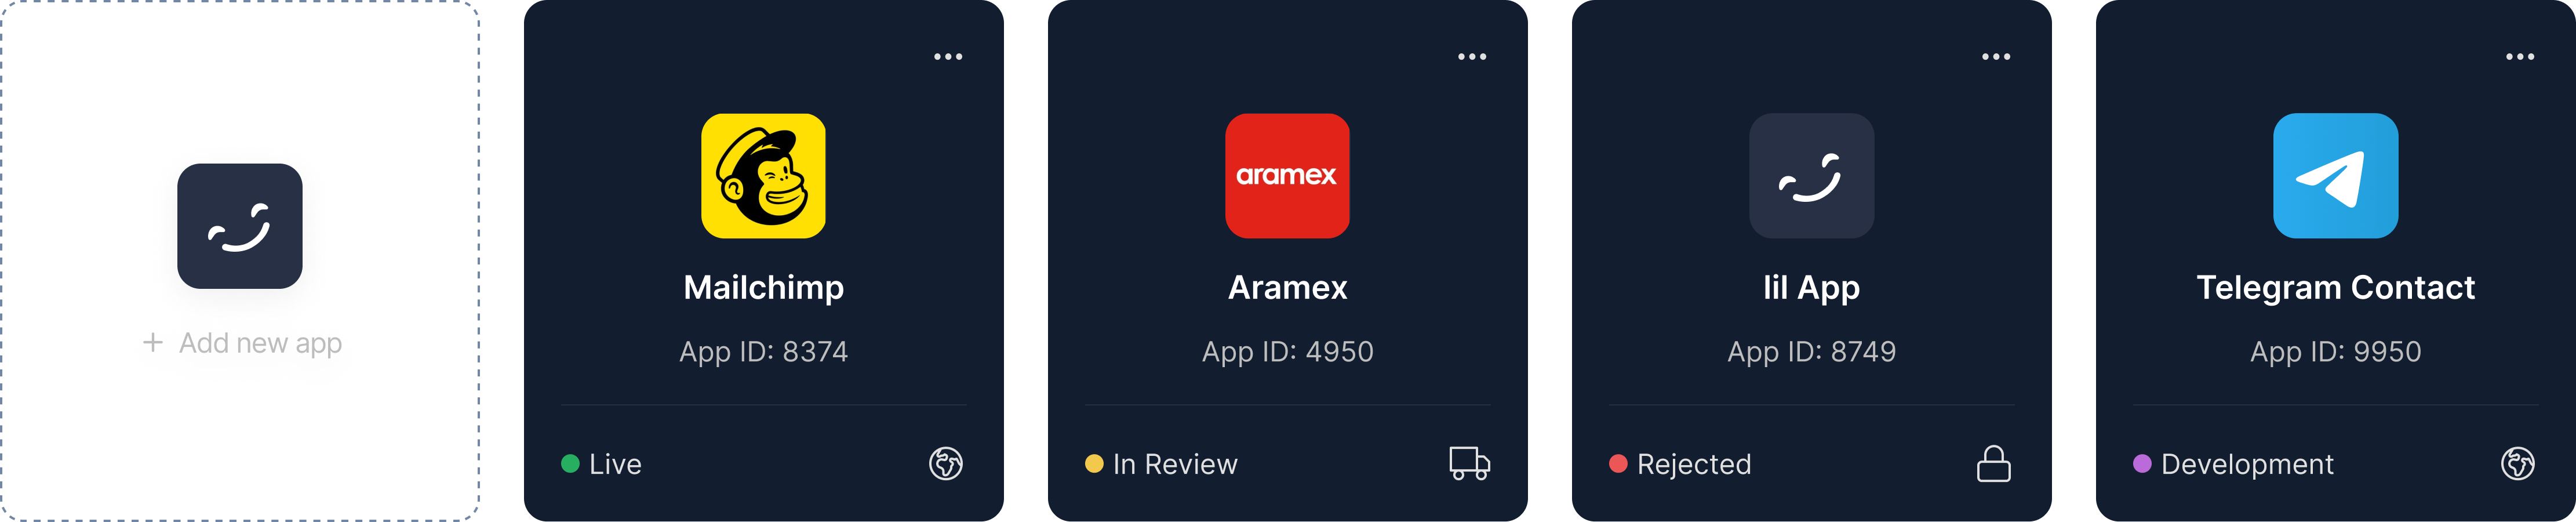 + Add new app
Mailchimp
App ID: 8374
Live
aramex
Aramex
App ID: 4950
In Review
lil App
App ID: 8749
Rejected
Telegram Contact
App ID: 9950
Development